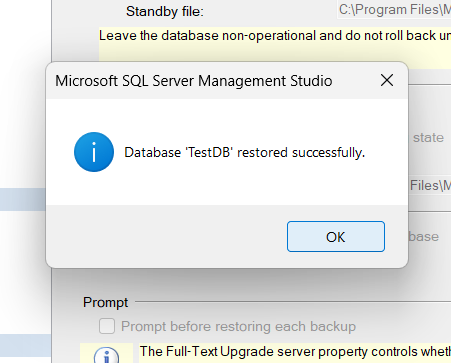 Standby file:
C:\Program Files\M
Leave the database non-operational and do not roll back un
Microsoft SQL Server Management Studio
Database 'TestDB' restored successfully.
state
Files\M
OK
base
Prompt
Prompt before restoring each backup
The Full-Text Upgrade server property controls wheth